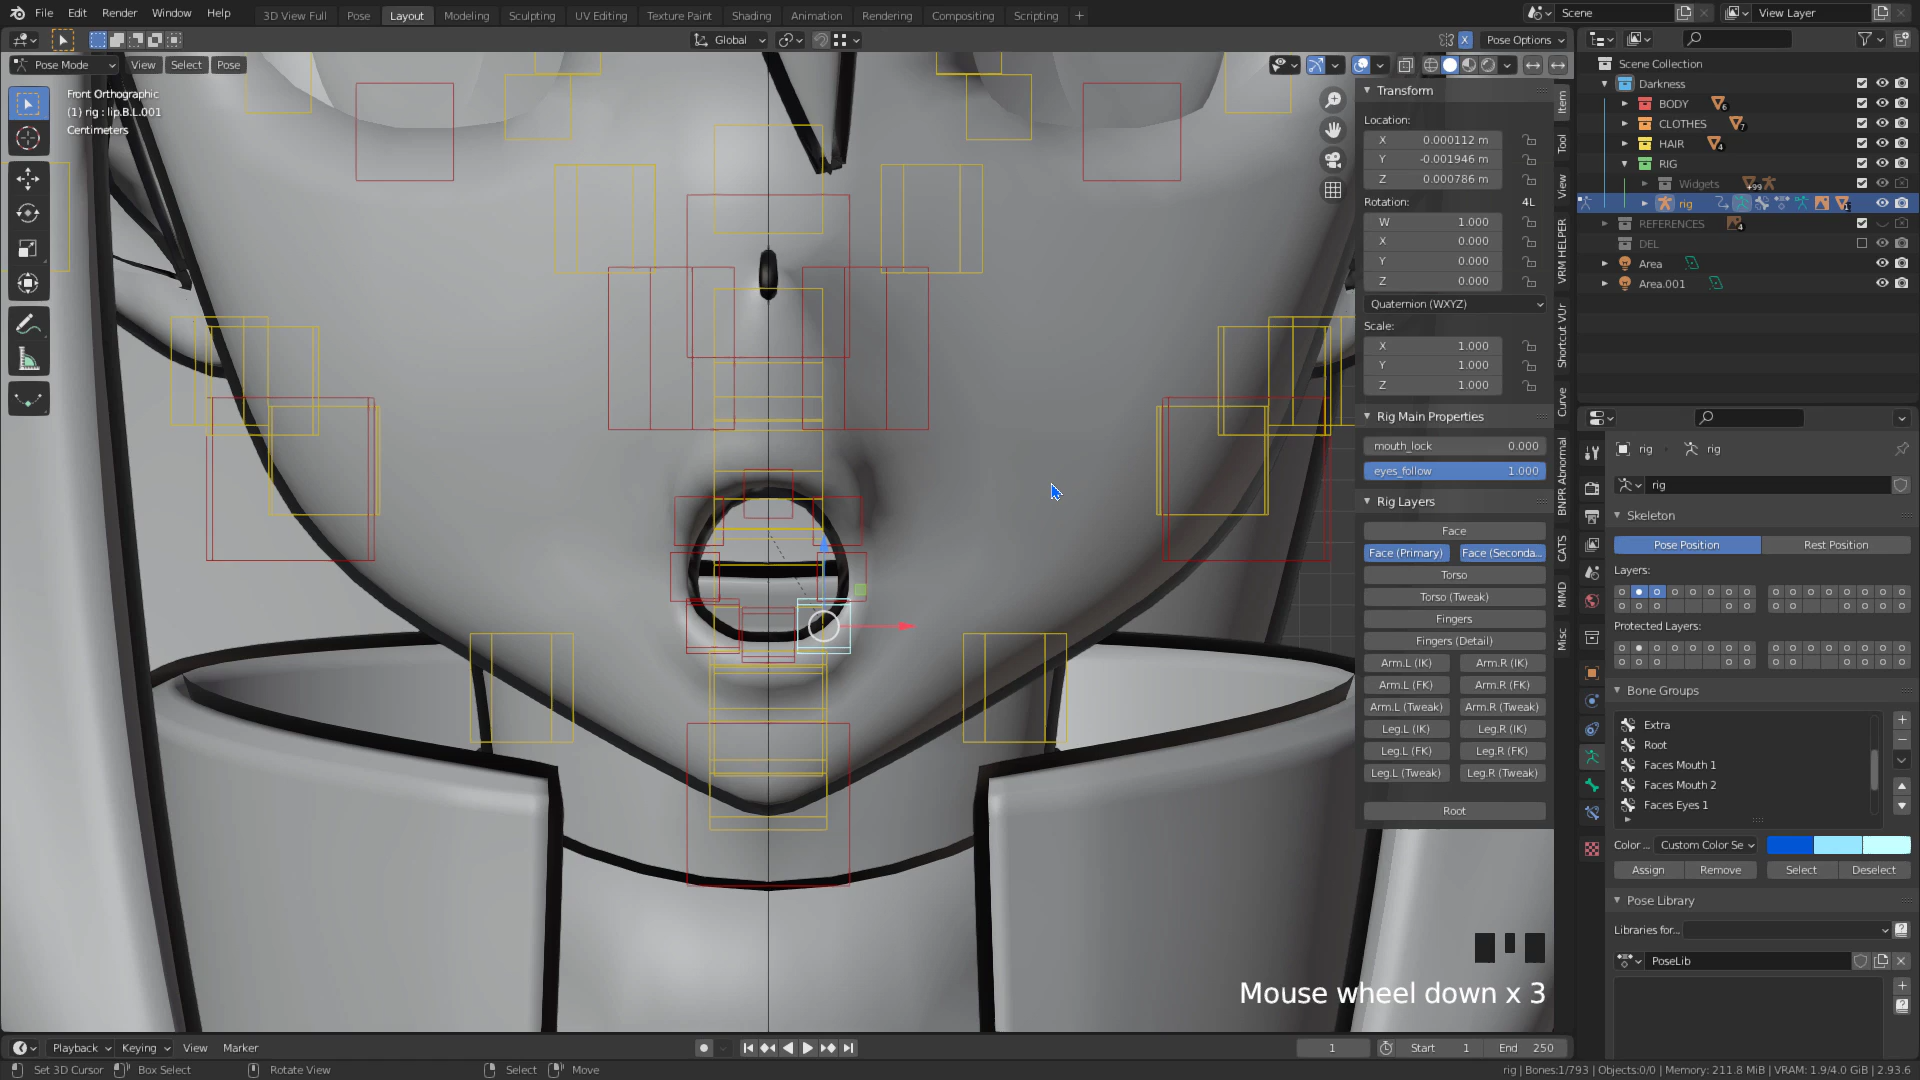 File Edit Render Window Help
3D View Full Pose Layout Modeling Sculpting UV Editing Texture Paint Shading Animation Rendering Compositing Scripting +
Scene
View Layer
Global
X Pose Options
Pose Mode View Select Pose
Front Orthographic
(1) rig : lip.B.L.001
Centimeters
Transform
Location:
X 0.000112 m
Y -0.001946 m
Z 0.000786 m
Rotation: 4L
W 1.000
X 0.000
Y 0.000
Z 0.000
Quaternion (WXYZ)
Scale:
X 1.000
Y 1.000
Z 1.000
Rig Main Properties
mouth_lock 0.000
eyes_follow 1.000
Rig Layers
Face
Face (Primary) Face (Seconda...
Torso
Torso (Tweak)
Fingers
Fingers (Detail)
Arm.L (IK) Arm.R (IK)
Arm.L (FK) Arm.R (FK)
Arm.L (Tweak) Arm.R (Tweak)
Leg.L (IK) Leg.R (IK)
Leg.L (FK) Leg.R (FK)
Leg.L (Tweak) Leg.R (Tweak)
Root
Item
Tool
View
VRM HELPER
Shortcut VUr
Curve
BNPR Abnormal
CATS
MMD
Misc
Scene Collection
Darkness
BODY 6
CLOTHES 7
HAIR 4
RIG
Widgets +99
rig
REFERENCES 4
DEL
Area
Area.001
rig rig
rig
Skeleton
Pose Position Rest Position
Layers:
Protected Layers:
Bone Groups
Extra
Root
Faces Mouth 1
Faces Mouth 2
Faces Eyes 1
Color ... Custom Color Se
Assign Remove Select Deselect
Pose Library
Libraries for...
PoseLib
Mouse wheel down x 3
Playback Keying View Marker
1 Start 1 End 250
Set 3D Cursor Box Select Rotate View Select Move
rig | Bones:1/793 | Objects:0/0 | Memory: 211.8 MiB | VRAM: 1.9/4.0 GiB | 2.93.6